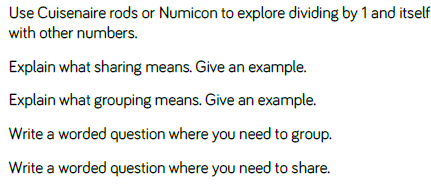 Use Cuisenaire rods or Numicon to explore dividing by 1 and itself
with other numbers.
Explain what sharing means. Give an example.
Explain what grouping means. Give an example.
Write a worded question where you need to group.
Write a worded question where you need to share.